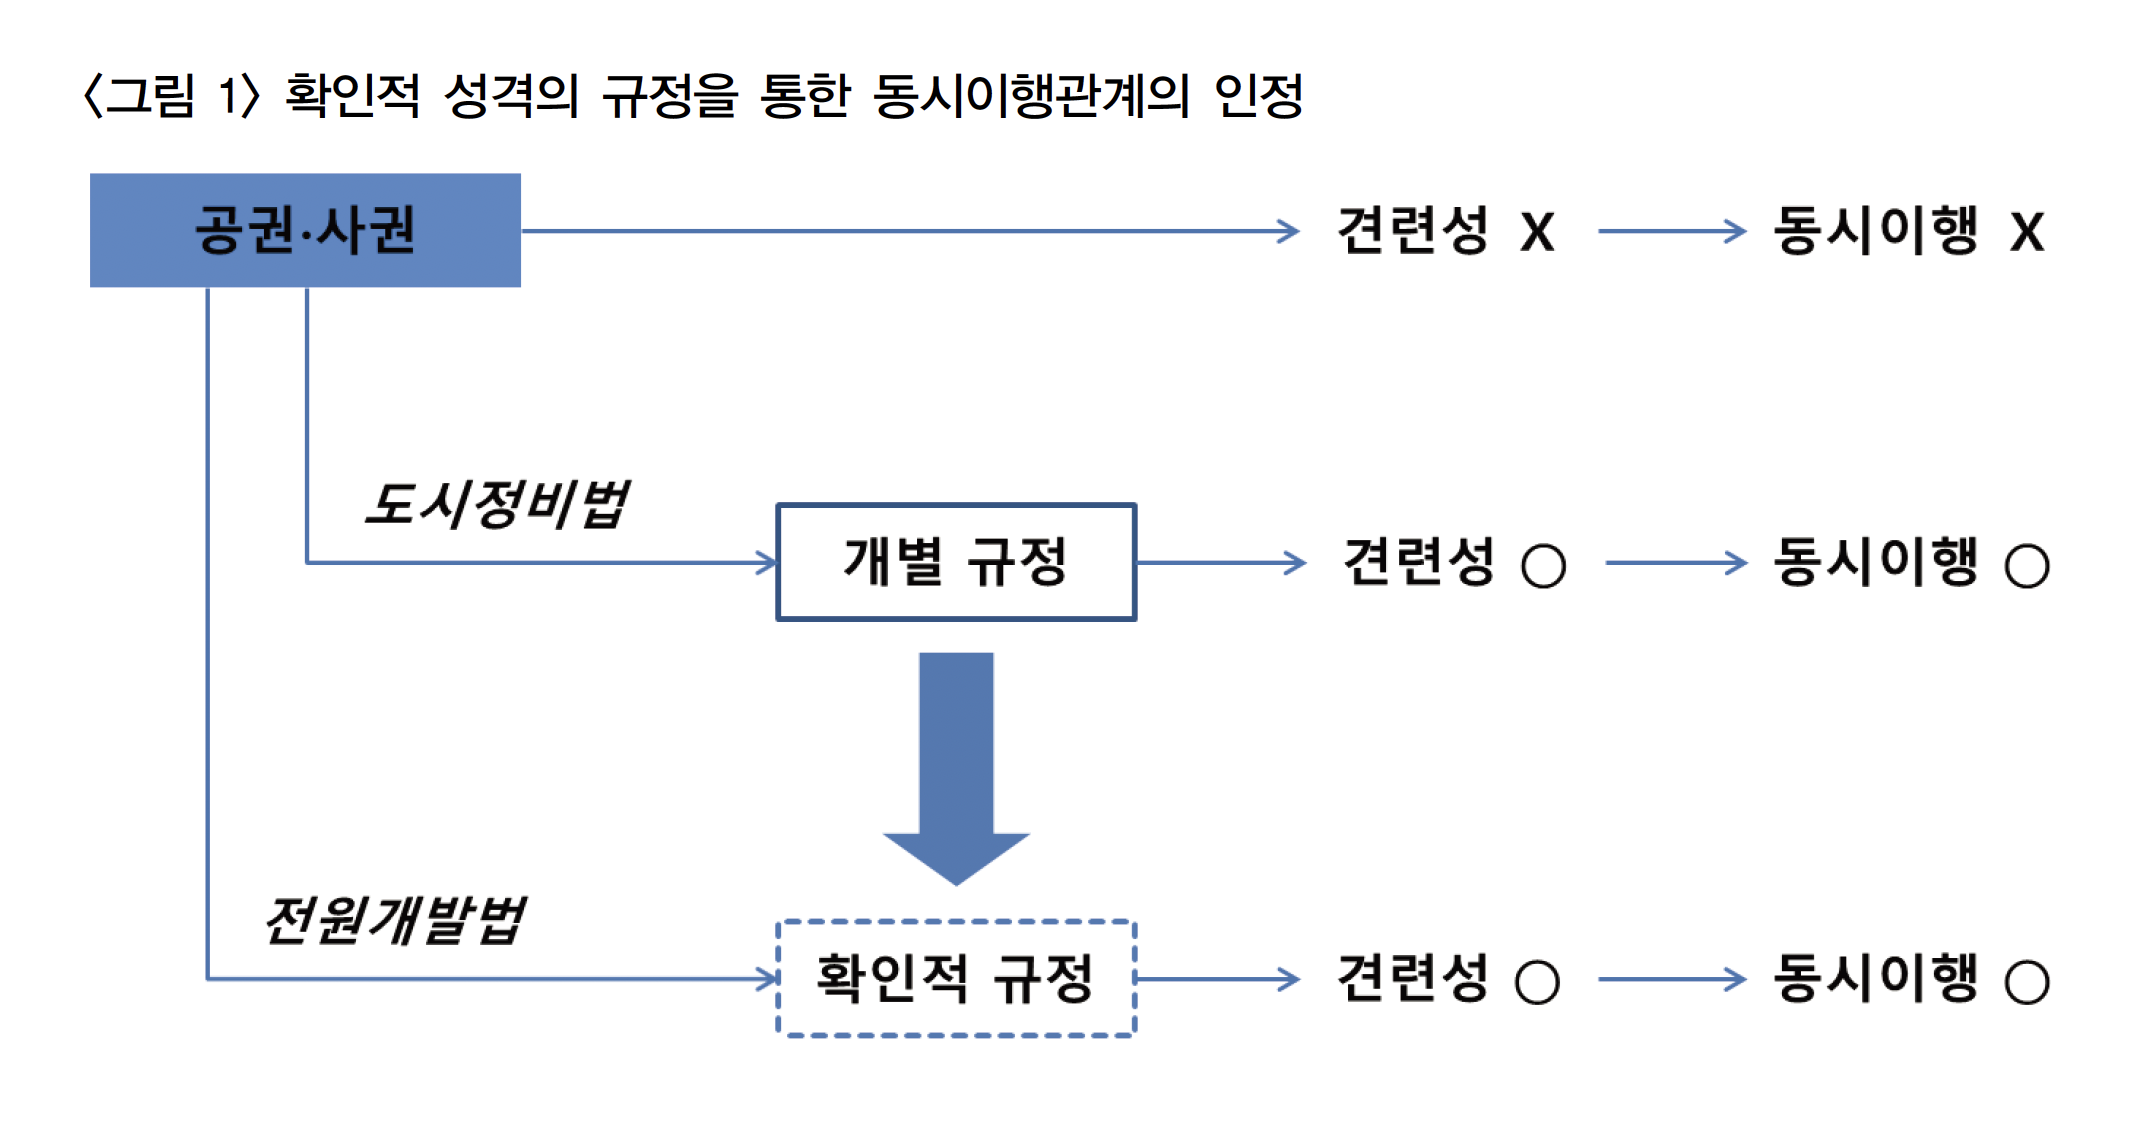 <그림 1> 확인적 성격의 규정을 통한 동시이행관계의 인정
공권·사권 견련성 X 동시이행 X
도시정비법
개별 규정 견련성 ○ 동시이행 ○
전원개발법
확인적 규정 견련성 ○ 동시이행 ○